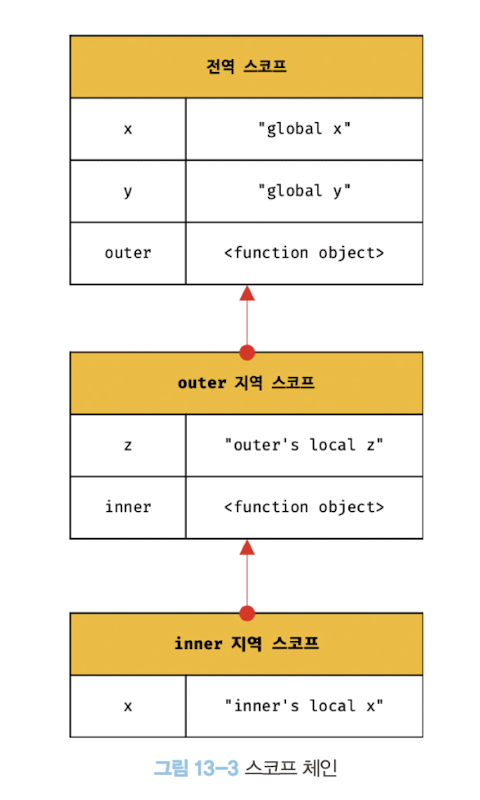 전역 스코프
x "global x"
y "global y"
outer <function object>
outer 지역 스코프
z "outer's local z"
inner <function object>
inner 지역 스코프
x "inner's local x"
그림 13-3 스코프 체인